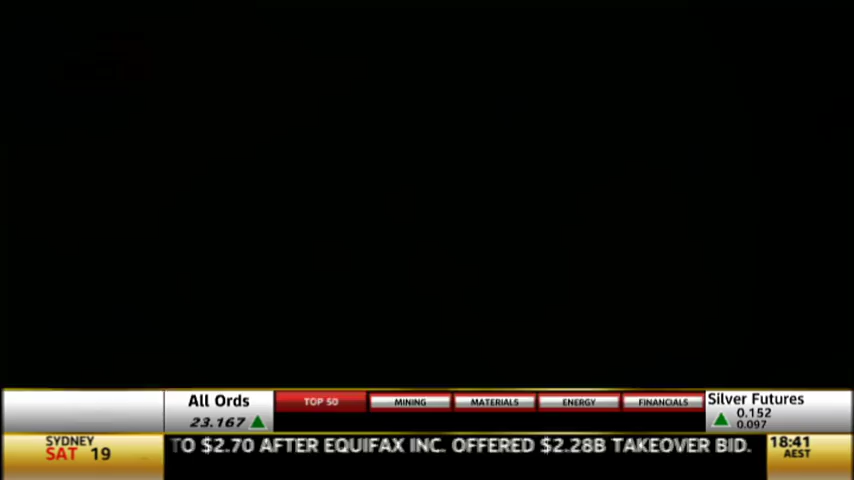 All Ords
23.167
TOP 50
MINING
MATERIALS
ENERGY
FINANCIALS
Silver Futures
0.152
0.097
SYDNEY
SAT 19
TO $2.70 AFTER EQUIFAX INC. OFFERED $2.28B TAKEOVER BID.
18:41
AEST